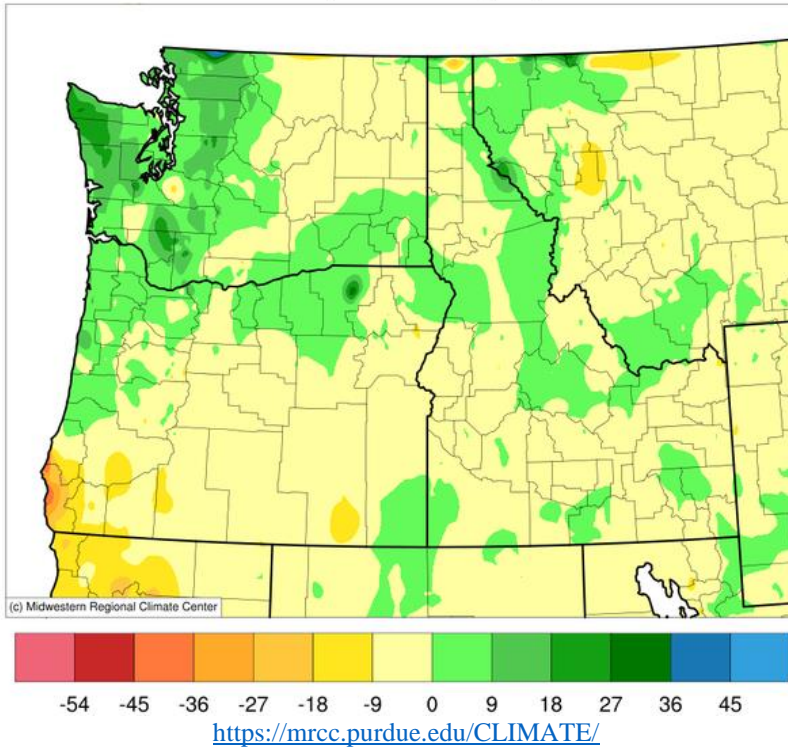 (c) Midwestern Regional Climate Center
-54 -45 -36 -27 -18 -9 0 9 18 27 36 45
https://mrcc.purdue.edu/CLIMATE/